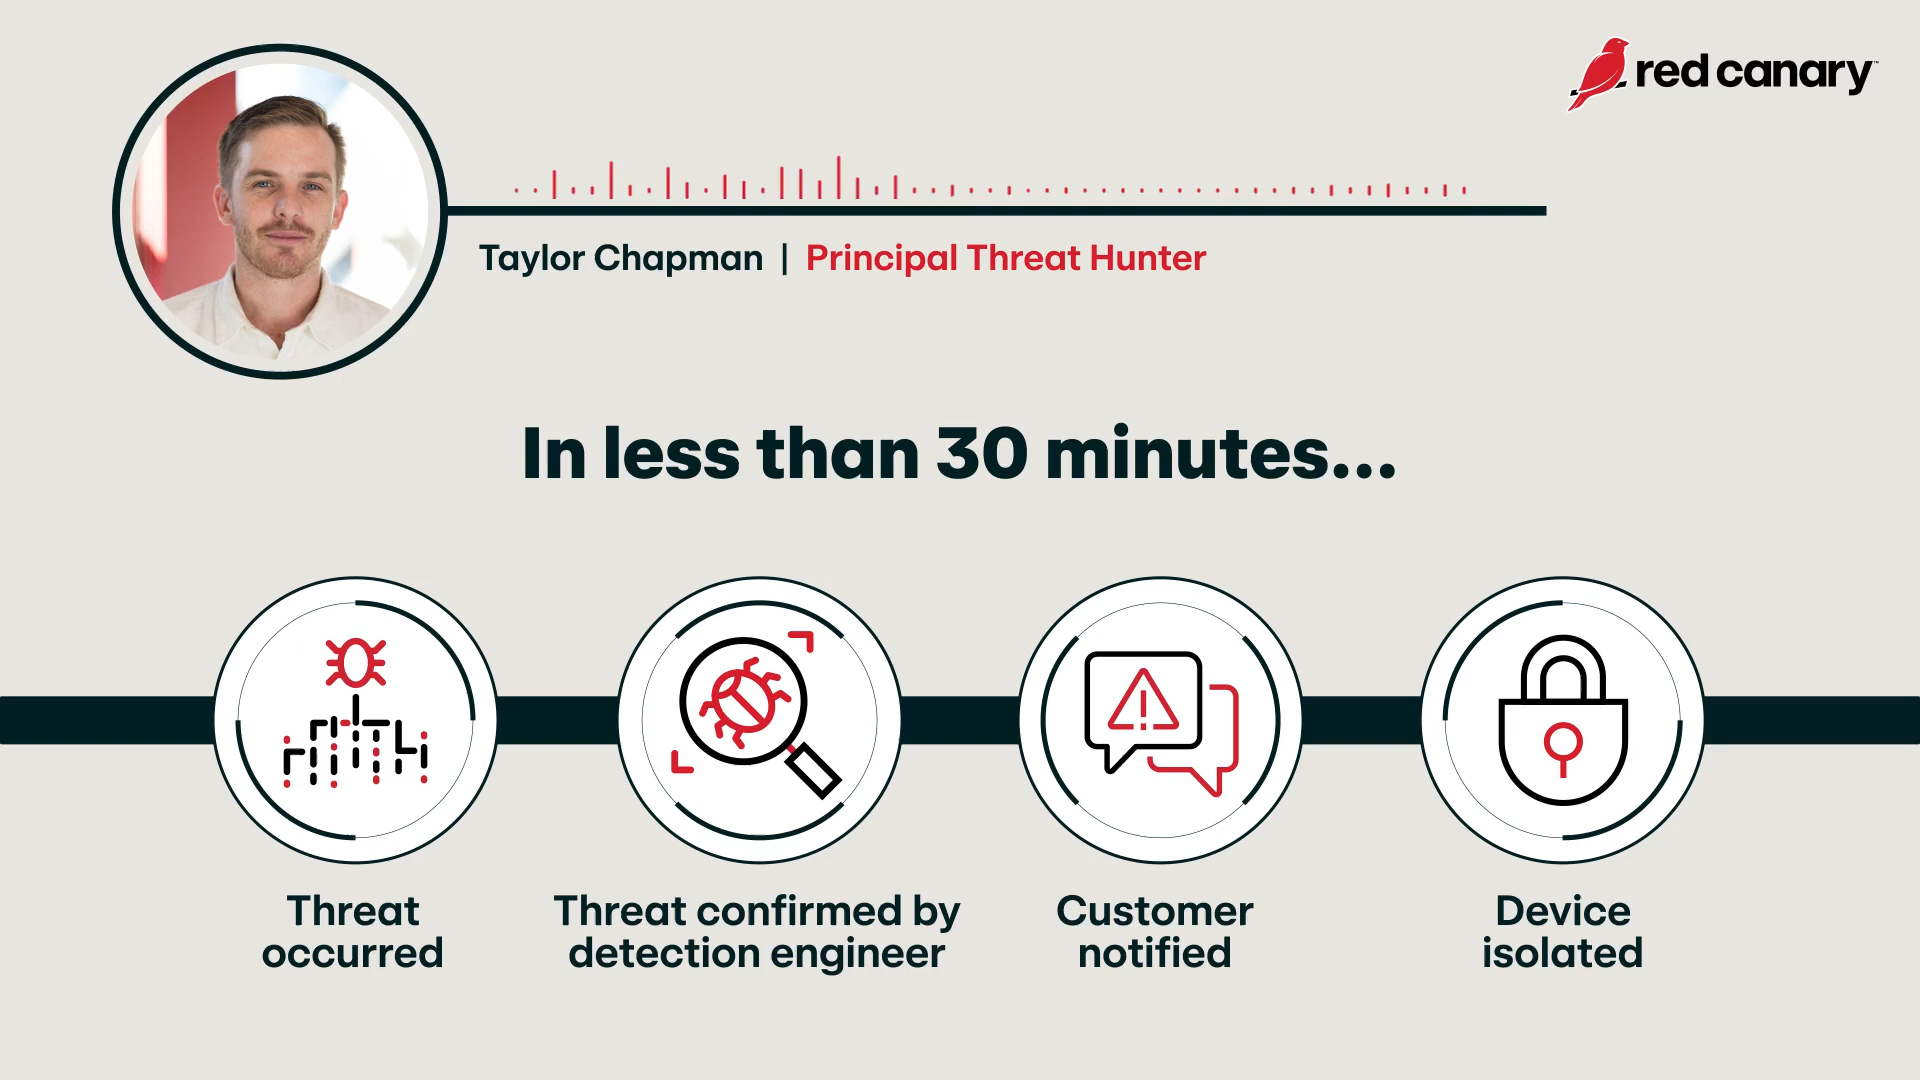 red canary™
Taylor Chapman | Principal Threat Hunter
In less than 30 minutes...
Threat
occurred
Threat confirmed by
detection engineer
Customer
notified
Device
isolated